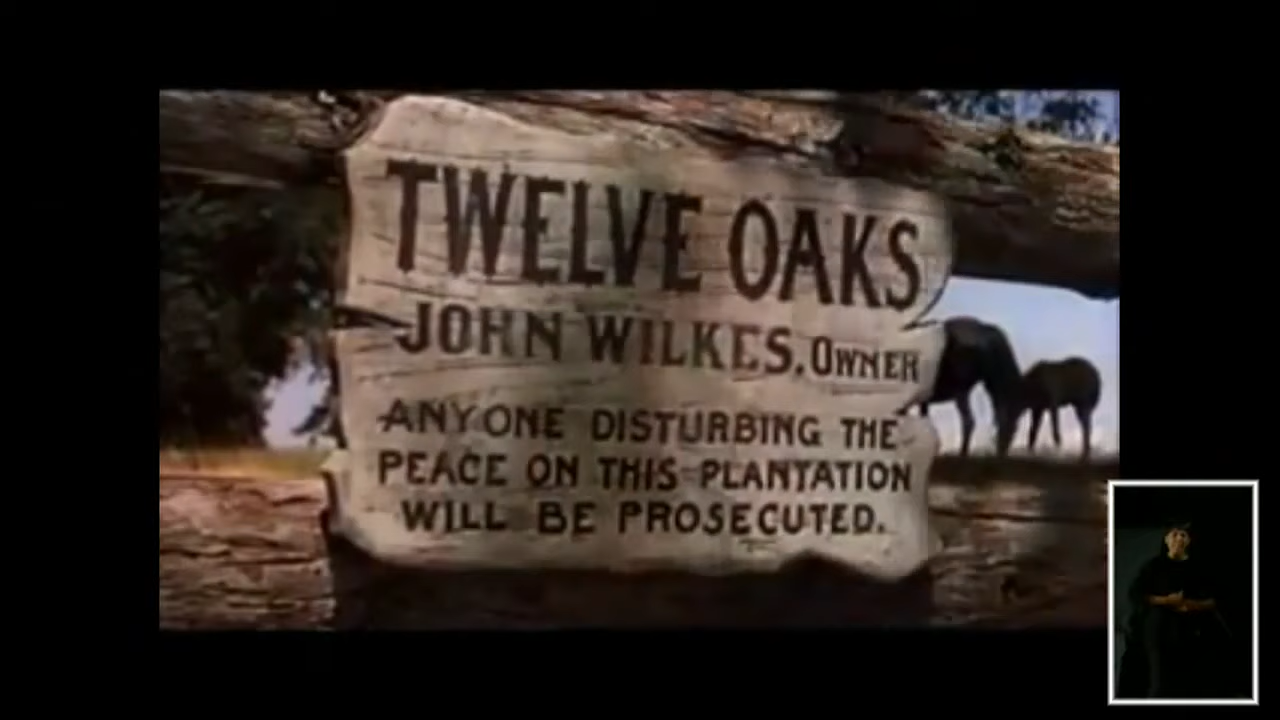 TWELVE OAKS
JOHN WILKES, OWNER
ANYONE DISTURBING THE
PEACE ON THIS PLANTATION
WILL BE PROSECUTED.